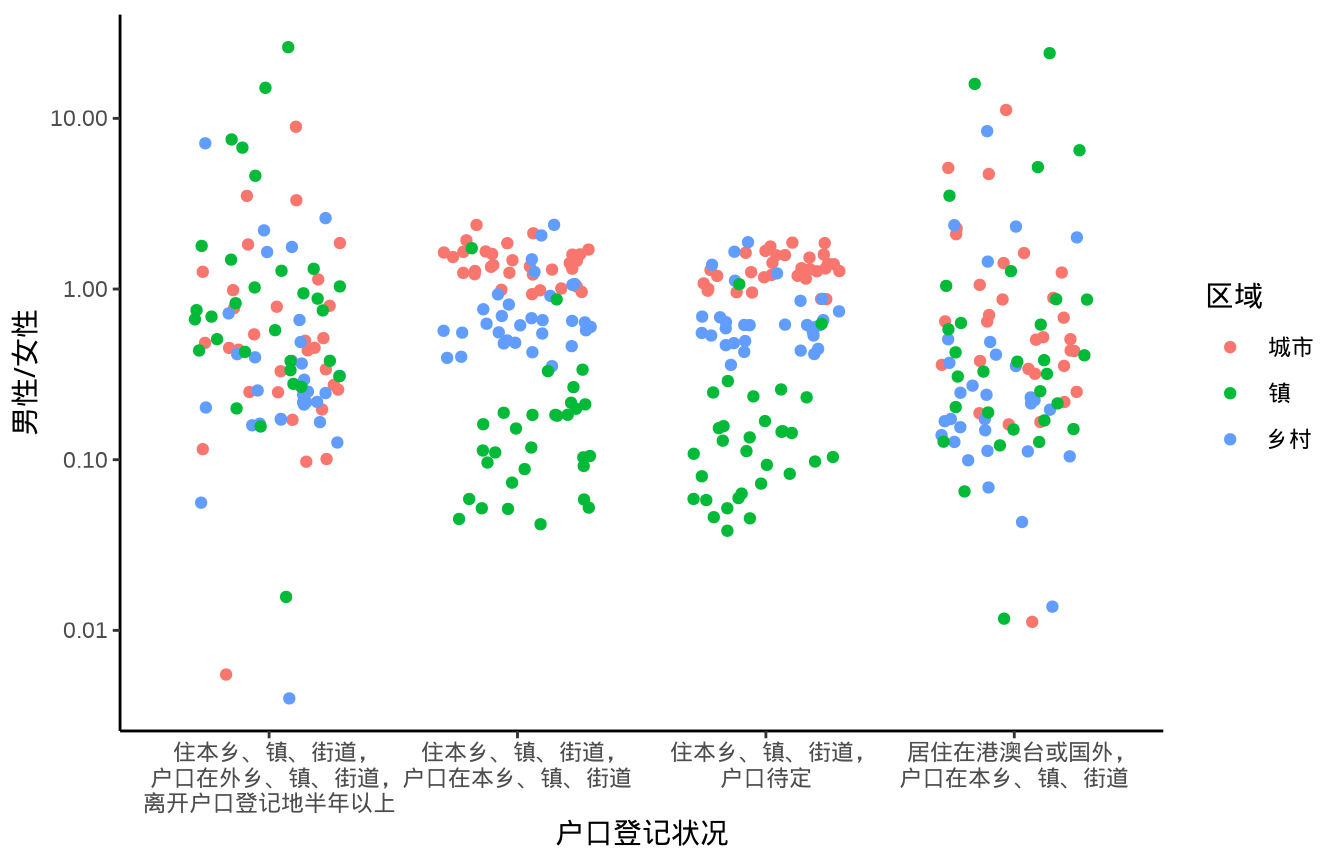 男性/女性
10.00
1.00
0.10
0.01
住本乡、镇、街道，
户口在外乡、镇、街道，
离开户口登记地半年以上
住本乡、镇、街道，
户口在本乡、镇、街道
住本乡、镇、街道，
户口待定
居住在港澳台或国外，
户口在本乡、镇、街道
户口登记状况
区域
城市
镇
乡村